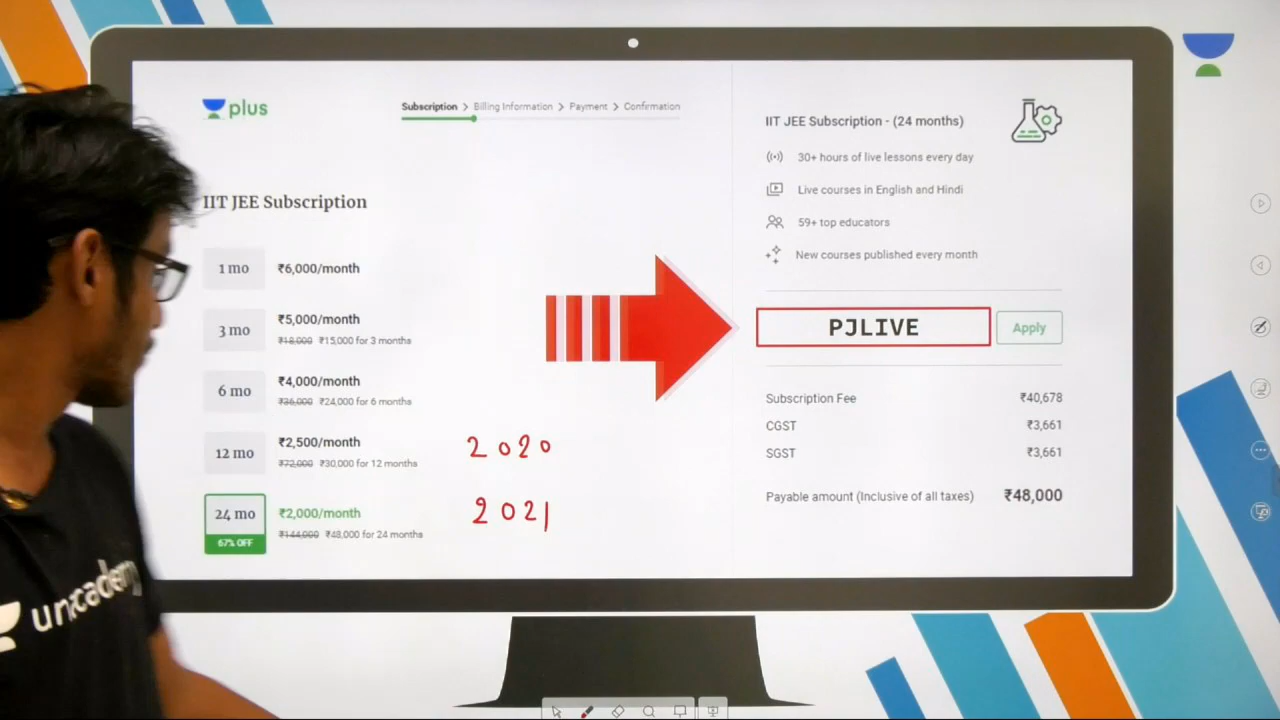 plus
Subscription > Billing Information > Payment > Confirmation
IIT JEE Subscription
1 mo ₹6,000/month
3 mo ₹5,000/month
₹18,000 ₹15,000 for 3 months
6 mo ₹4,000/month
₹36,000 ₹24,000 for 6 months
12 mo ₹2,500/month
₹72,000 ₹30,000 for 12 months
2020
24 mo ₹2,000/month
67% OFF ₹144,000 ₹48,000 for 24 months
2021
IIT JEE Subscription - (24 months)
30+ hours of live lessons every day
Live courses in English and Hindi
59+ top educators
New courses published every month
PJLIVE Apply
Subscription Fee ₹40,678
CGST ₹3,661
SGST ₹3,661
Payable amount (Inclusive of all taxes) ₹48,000
unacademy